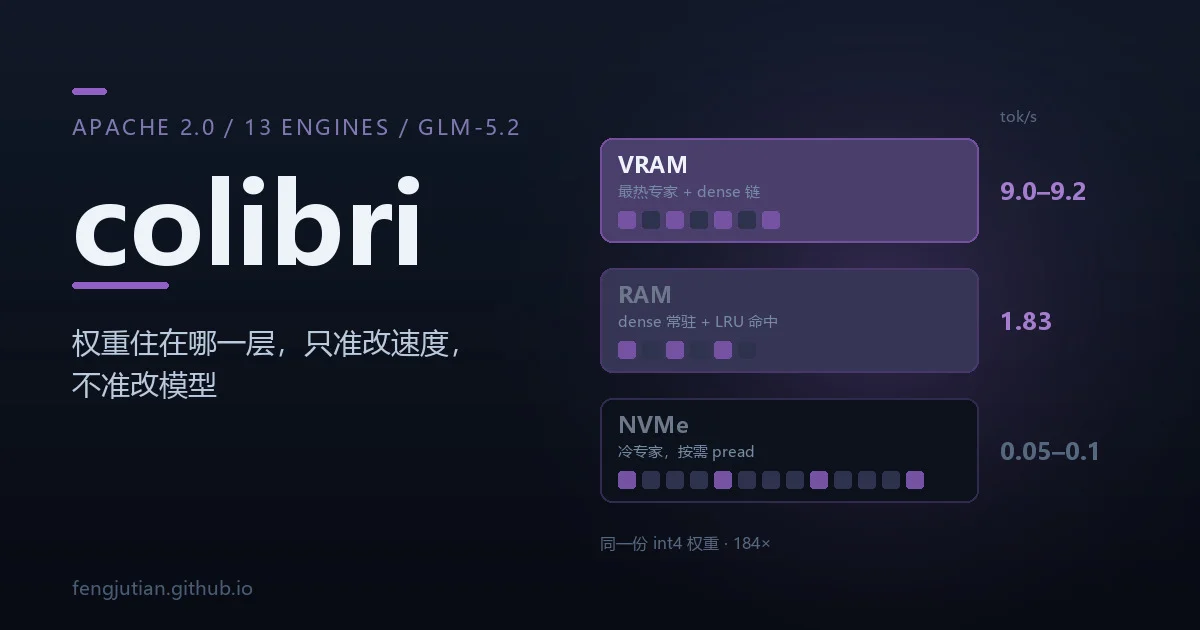 APACHE 2.0 / 13 ENGINES / GLM-5.2
colibri
权重住在哪一层，只准改速度，
不准改模型
fengjutian.github.io
tok/s
VRAM
最热专家 + dense 链
9.0–9.2
RAM
dense 常驻 + LRU 命中
1.83
NVMe
冷专家，按需 pread
0.05–0.1
同一份 int4 权重 · 184×